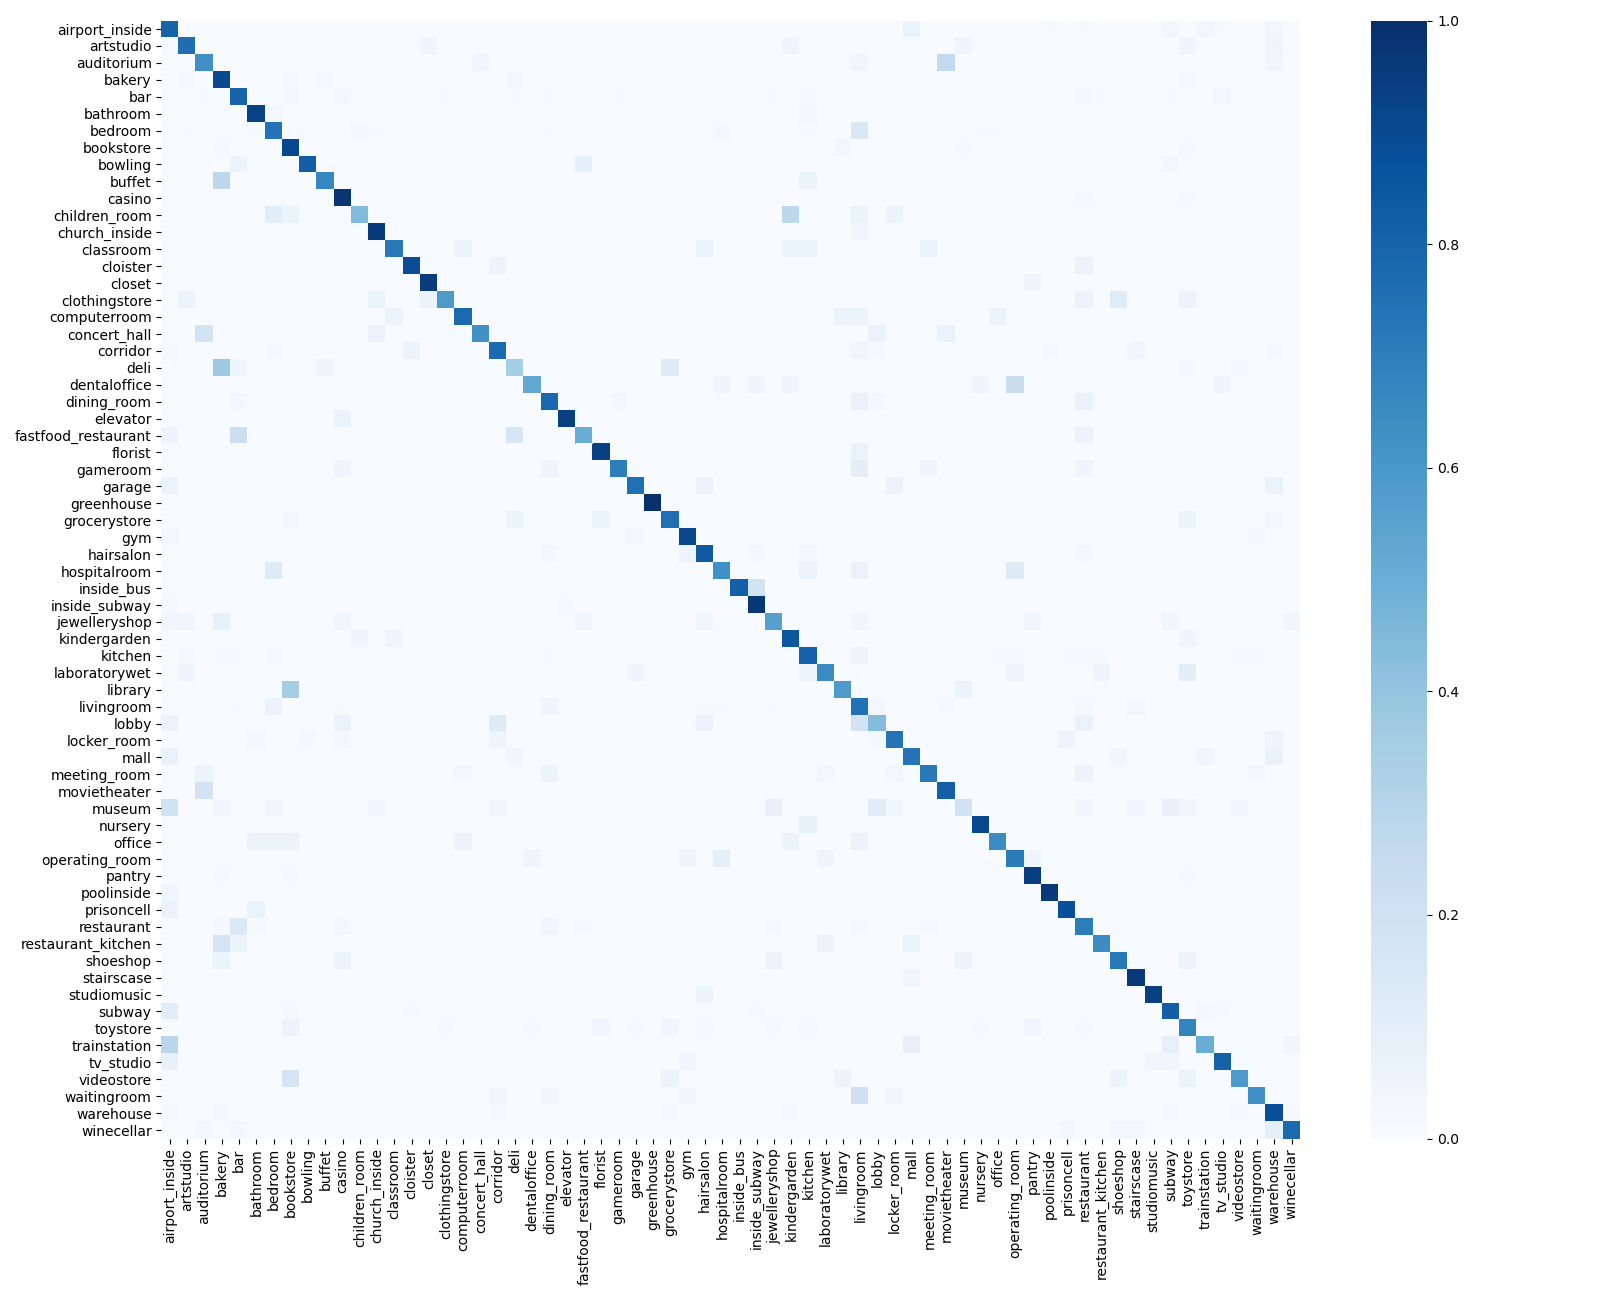 airport_inside
artstudio
auditorium
bakery
bar
bathroom
bedroom
bookstore
bowling
buffet
casino
children_room
church_inside
classroom
cloister
closet
clothingstore
computerroom
concert_hall
corridor
deli
dentaloffice
dining_room
elevator
fastfood_restaurant
florist
gameroom
garage
greenhouse
grocerystore
gym
hairsalon
hospitalroom
inside_bus
inside_subway
jewelleryshop
kindergarden
kitchen
laboratorywet
library
livingroom
lobby
locker_room
mall
meeting_room
movietheater
museum
nursery
office
operating_room
pantry
poolinside
prisoncell
restaurant
restaurant_kitchen
shoeshop
stairscase
studiomusic
subway
toystore
trainstation
tv_studio
videostore
waitingroom
warehouse
winecellar
airport_inside
artstudio
auditorium
bakery
bar
bathroom
bedroom
bookstore
bowling
buffet
casino
children_room
church_inside
classroom
cloister
closet
clothingstore
computerroom
concert_hall
corridor
deli
dentaloffice
dining_room
elevator
fastfood_restaurant
florist
gameroom
garage
greenhouse
grocerystore
gym
hairsalon
hospitalroom
inside_bus
inside_subway
jewelleryshop
kindergarden
kitchen
laboratorywet
library
livingroom
lobby
locker_room
mall
meeting_room
movietheater
museum
nursery
office
operating_room
pantry
poolinside
prisoncell
restaurant
restaurant_kitchen
shoeshop
stairscase
studiomusic
subway
toystore
trainstation
tv_studio
videostore
waitingroom
warehouse
winecellar
1.0
0.8
0.6
0.4
0.2
0.0